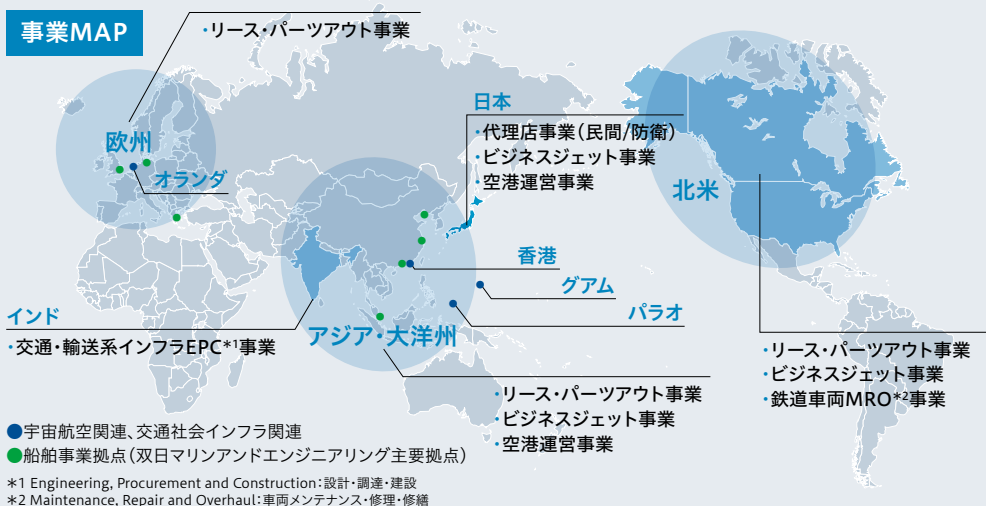 事業MAP
・リース・パーツアウト事業
欧州
オランダ
日本
・代理店事業（民間/防衛）
・ビジネスジェット事業
・空港運営事業
北米
香港
グアム
パラオ
インド
・交通・輸送系インフラEPC*1事業
アジア・大洋州
・リース・パーツアウト事業
・ビジネスジェット事業
・空港運営事業
・リース・パーツアウト事業
・ビジネスジェット事業
・鉄道車両MRO*2事業
●宇宙航空関連、交通社会インフラ関連
●船舶事業拠点（双日マリンアンドエンジニアリング主要拠点）
*1 Engineering, Procurement and Construction：設計・調達・建設
*2 Maintenance, Repair and Overhaul：車両メンテナンス・修理・修繕